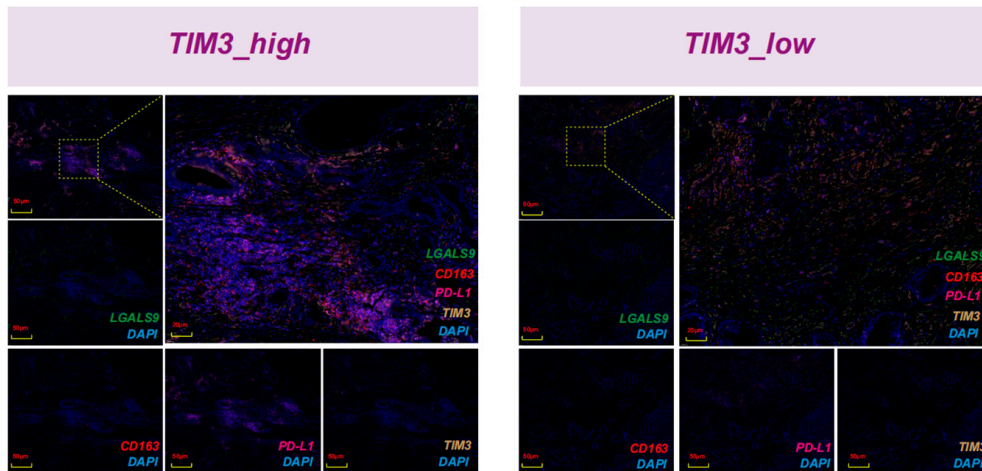 TIM3_high
TIM3_low
50μm
20μm
LGALS9
CD163
PD-L1
TIM3
DAPI
50μm
LGALS9
DAPI
50μm
CD163
DAPI
50μm
PD-L1
DAPI
50μm
TIM3
DAPI
50μm
20μm
LGALS9
CD163
PD-L1
TIM3
DAPI
50μm
LGALS9
DAPI
50μm
CD163
DAPI
50μm
PD-L1
DAPI
50μm
TIM3
DAPI